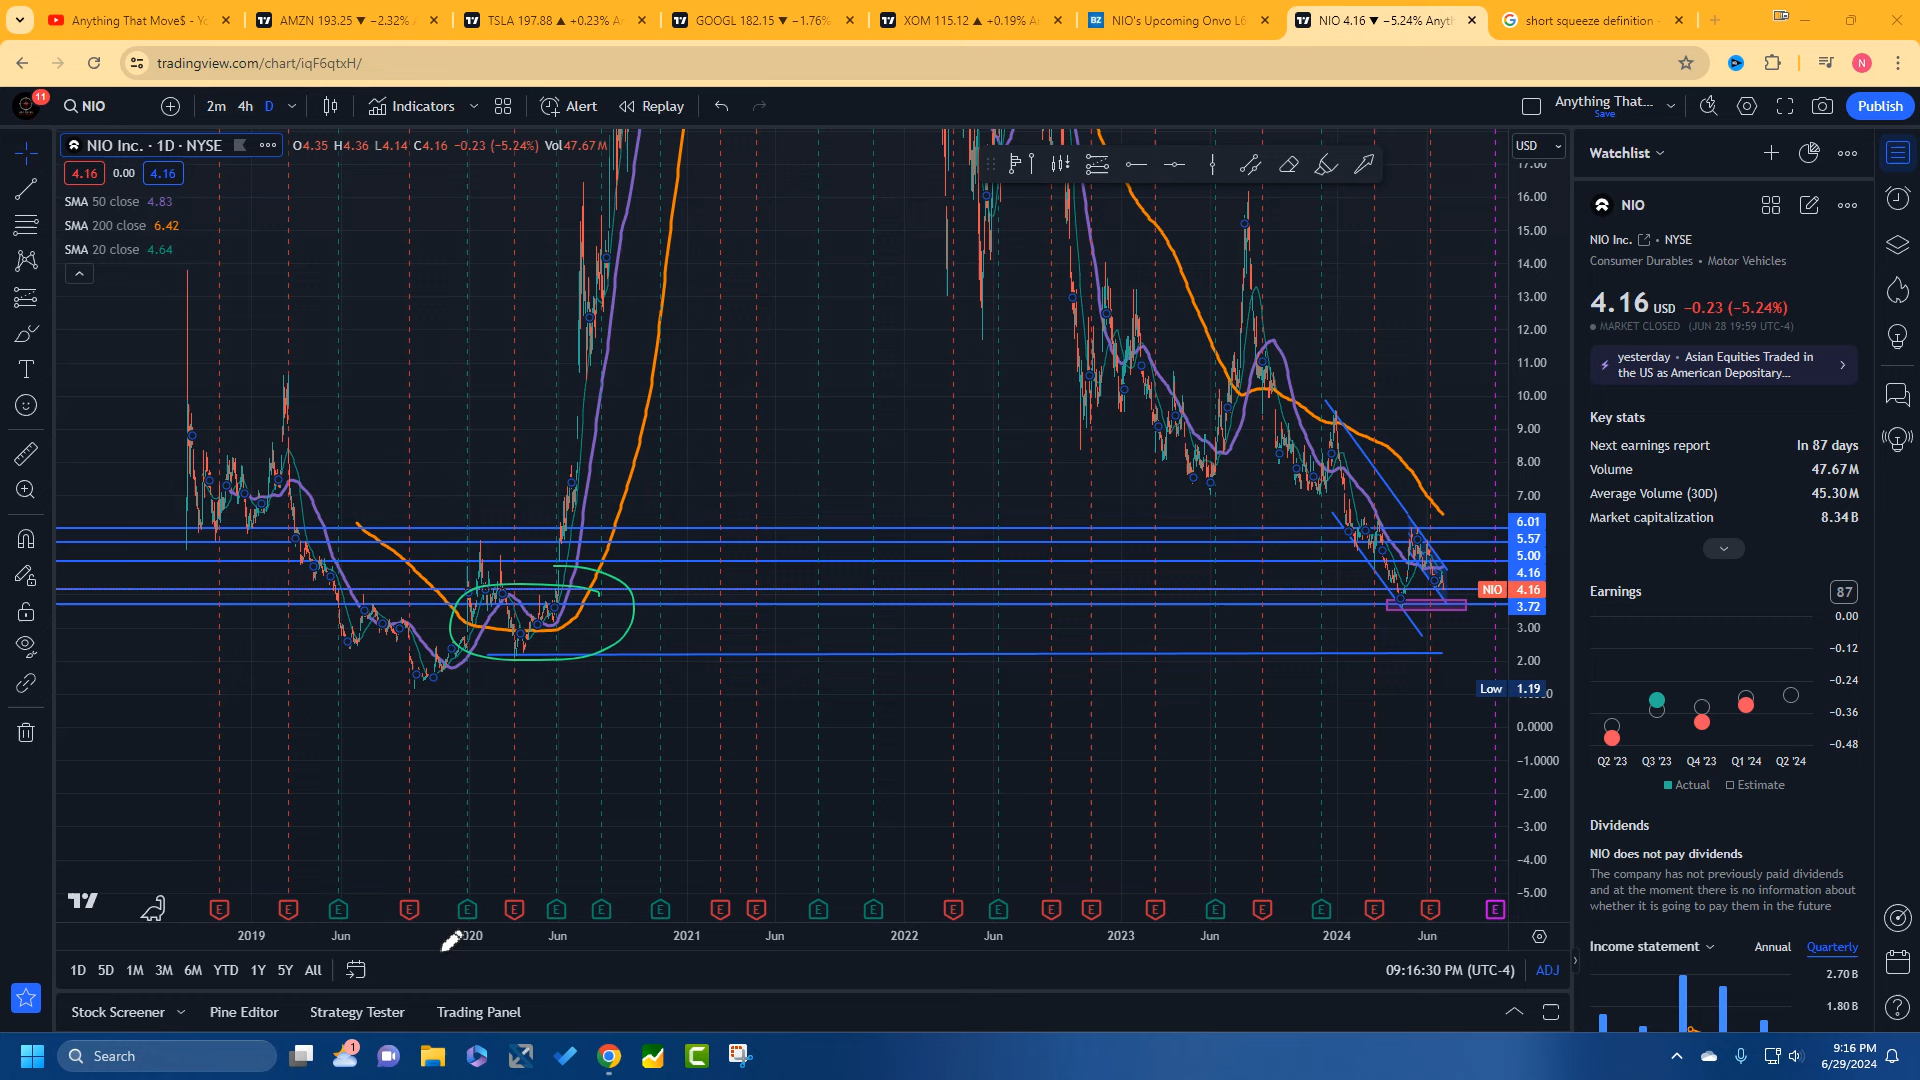 Anything That Move$ - Yo
AMZN 193.25 ▼ −2.32% A
TSLA 197.88 ▲ +0.23% A
GOOGL 182.15 ▼ −1.76%
XOM 115.12 ▲ +0.19% A
NIO's Upcoming Onvo L6
NIO 4.16 ▼ −5.24% Anyth
short squeeze definition -
tradingview.com/chart/iqF6qtxH/
N
11
NIO
2m 4h D
Indicators
Alert
Replay
Anything That...
Save
Publish
NIO Inc. · 1D · NYSE
O4.35 H4.36 L4.14 C4.16 −0.23 (−5.24%) Vol47.67M
4.16 0.00 4.16
SMA 50 close 4.83
SMA 200 close 6.42
SMA 20 close 4.64
USD
17.00
16.00
15.00
14.00
13.00
12.00
11.00
10.00
9.00
8.00
7.00
6.01
5.57
5.00
4.16
NIO 4.16
3.72
3.00
2.00
Low 1.19
0.0000
−1.0000
−2.00
−3.00
−4.00
−5.00
E E E E E E E E E E E E E E E E E E E E E E E E
2019 Jun 2020 Jun 2021 Jun 2022 Jun 2023 Jun 2024 Jun
1D 5D 1M 3M 6M YTD 1Y 5Y All
09:16:30 PM (UTC-4) ADJ
Stock Screener Pine Editor Strategy Tester Trading Panel
Watchlist
NIO
NIO Inc. • NYSE
Consumer Durables • Motor Vehicles
4.16 USD −0.23 (−5.24%)
MARKET CLOSED (JUN 28 19:59 UTC-4)
yesterday • Asian Equities Traded in
the US as American Depositary...
Key stats
Next earnings report In 87 days
Volume 47.67M
Average Volume (30D) 45.30M
Market capitalization 8.34B
Earnings 87
0.00
−0.12
−0.24
−0.36
−0.48
Q2 '23 Q3 '23 Q4 '23 Q1 '24 Q2 '24
Actual Estimate
Dividends
NIO does not pay dividends
The company has not previously paid dividends
and at the moment there is no information about
whether it is going to pay them in the future
Income statement Annual Quarterly
2.70B
1.80B
Search
1
9:16 PM
6/29/2024